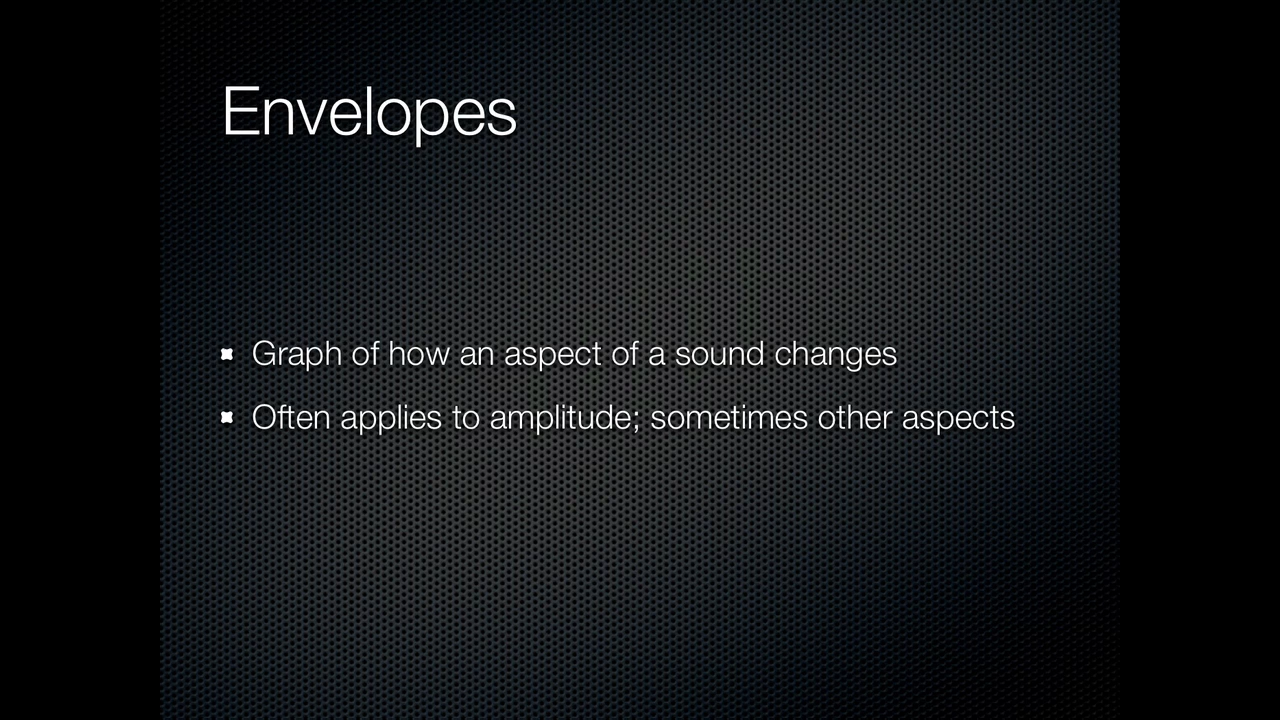 Envelopes
Graph of how an aspect of a sound changes
Often applies to amplitude; sometimes other aspects